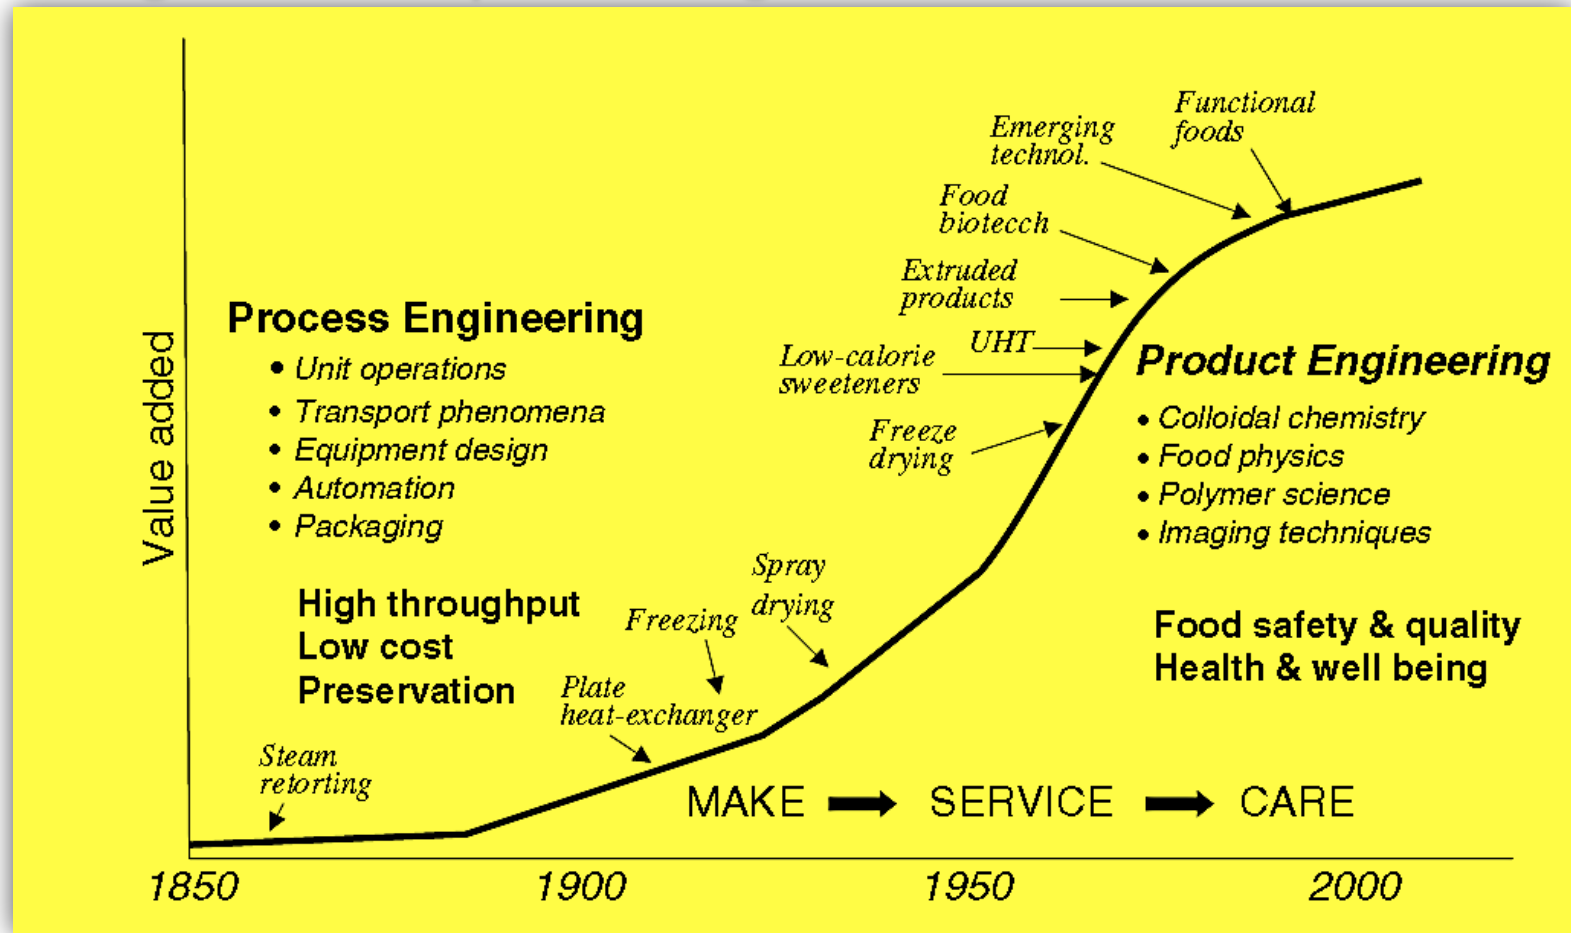 Functional
foods
Emerging
technol.
Food
biotecch
Extruded
products
UHT
Low-calorie
sweeteners
Freeze
drying
Process Engineering
• Unit operations
• Transport phenomena
• Equipment design
• Automation
• Packaging
High throughput
Low cost
Preservation
Product Engineering
• Colloidal chemistry
• Food physics
• Polymer science
• Imaging techniques
Food safety & quality
Health & well being
Spray
drying
Freezing
Plate
heat-exchanger
Steam
retorting
MAKE → SERVICE → CARE
Value added
1850 1900 1950 2000